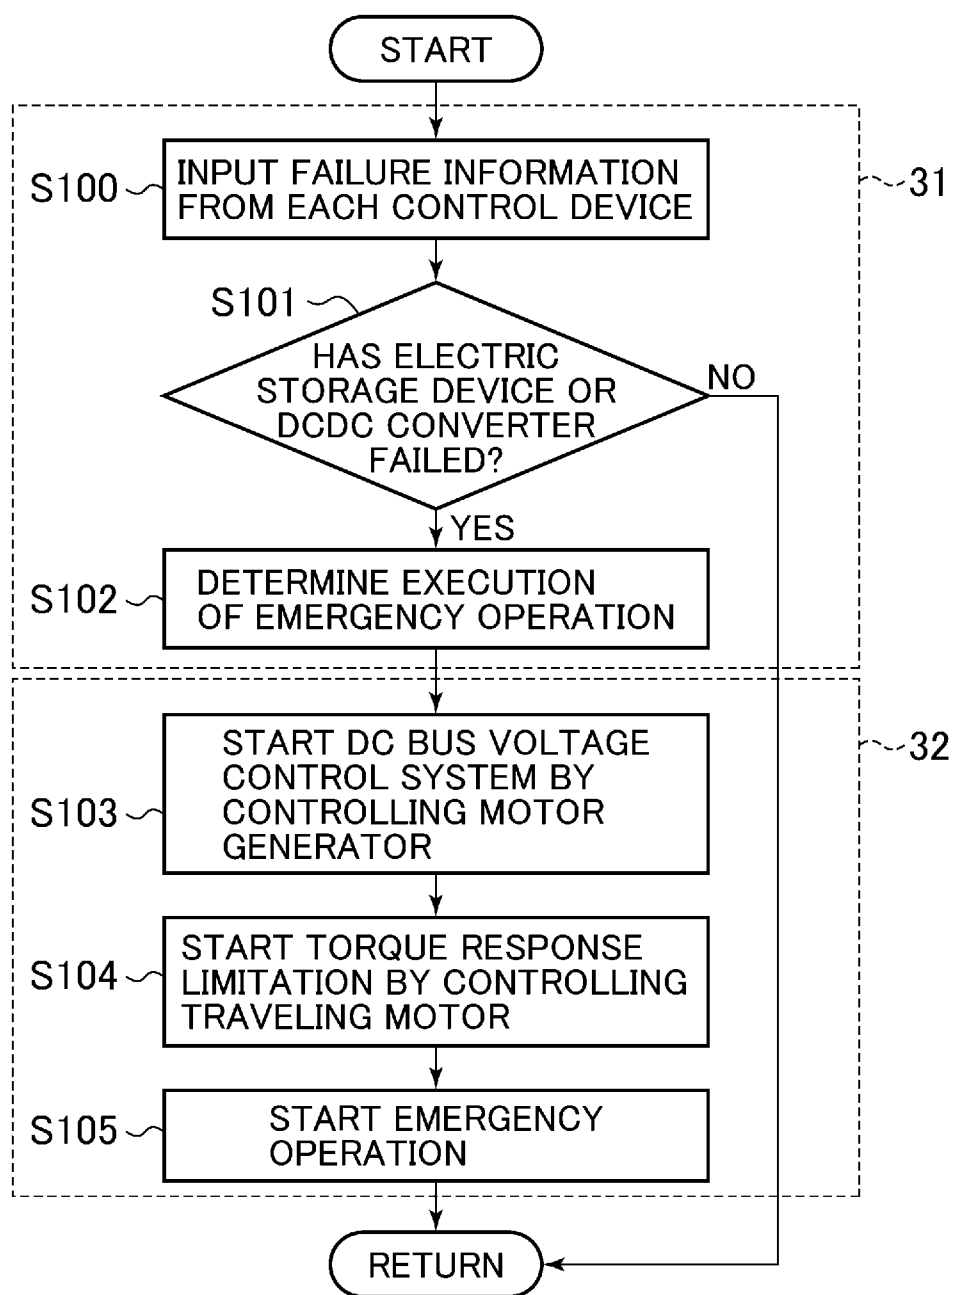 START
S100
INPUT FAILURE INFORMATION
FROM EACH CONTROL DEVICE
31
S101
HAS ELECTRIC
STORAGE DEVICE OR
DCDC CONVERTER
FAILED?
NO
YES
S102
DETERMINE EXECUTION
OF EMERGENCY OPERATION
32
S103
START DC BUS VOLTAGE
CONTROL SYSTEM BY
CONTROLLING MOTOR
GENERATOR
S104
START TORQUE RESPONSE
LIMITATION BY CONTROLLING
TRAVELING MOTOR
S105
START EMERGENCY
OPERATION
RETURN